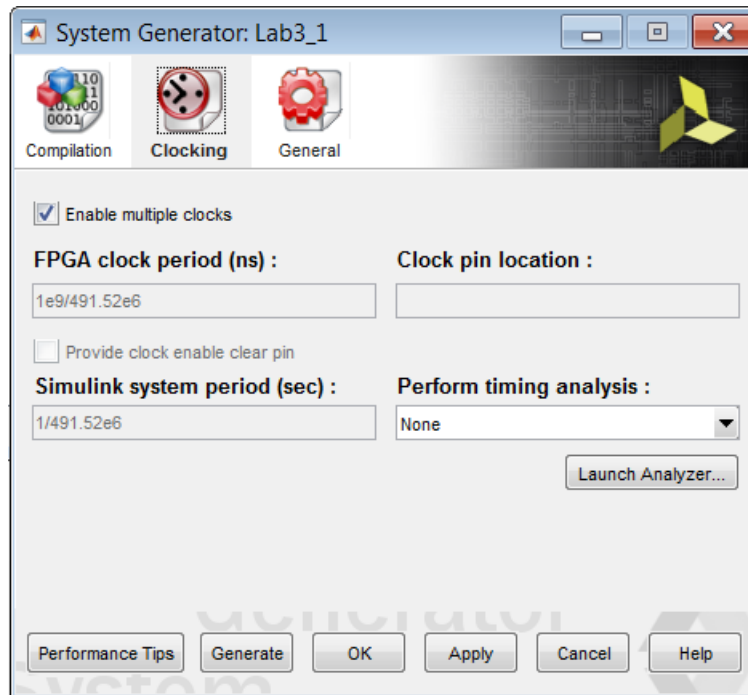 System Generator: Lab3_1
Compilation Clocking General
Enable multiple clocks
FPGA clock period (ns) : Clock pin location :
1e9/491.52e6
Provide clock enable clear pin
Simulink system period (sec) : Perform timing analysis :
1/491.52e6 None
Launch Analyzer...
Generator
Performance Tips Generate OK Apply Cancel Help
System